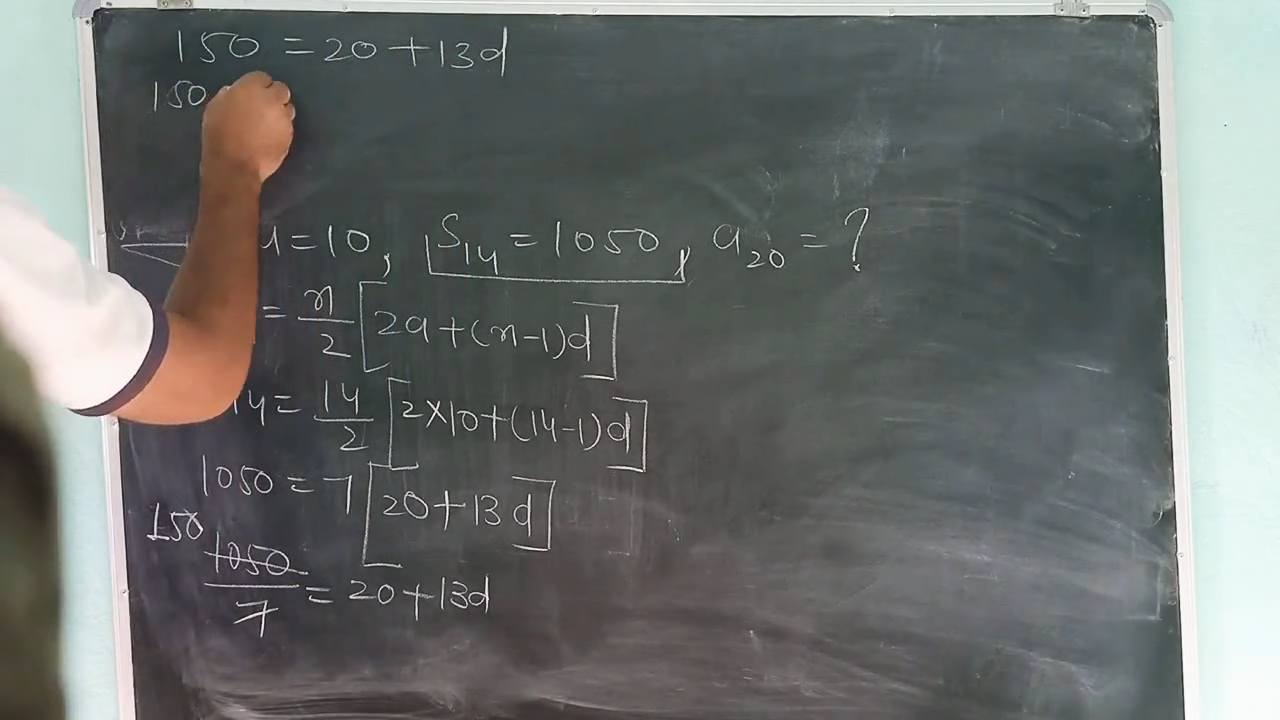 150 = 20 + 13d
150
a = 10, S14 = 1050, a20 = ?
= n/2 [2a + (n-1)d]
14 = 14/2 [2×10 + (14-1)d]
1050 = 7 [20 + 13d]
150
1050/7 = 20 + 13d